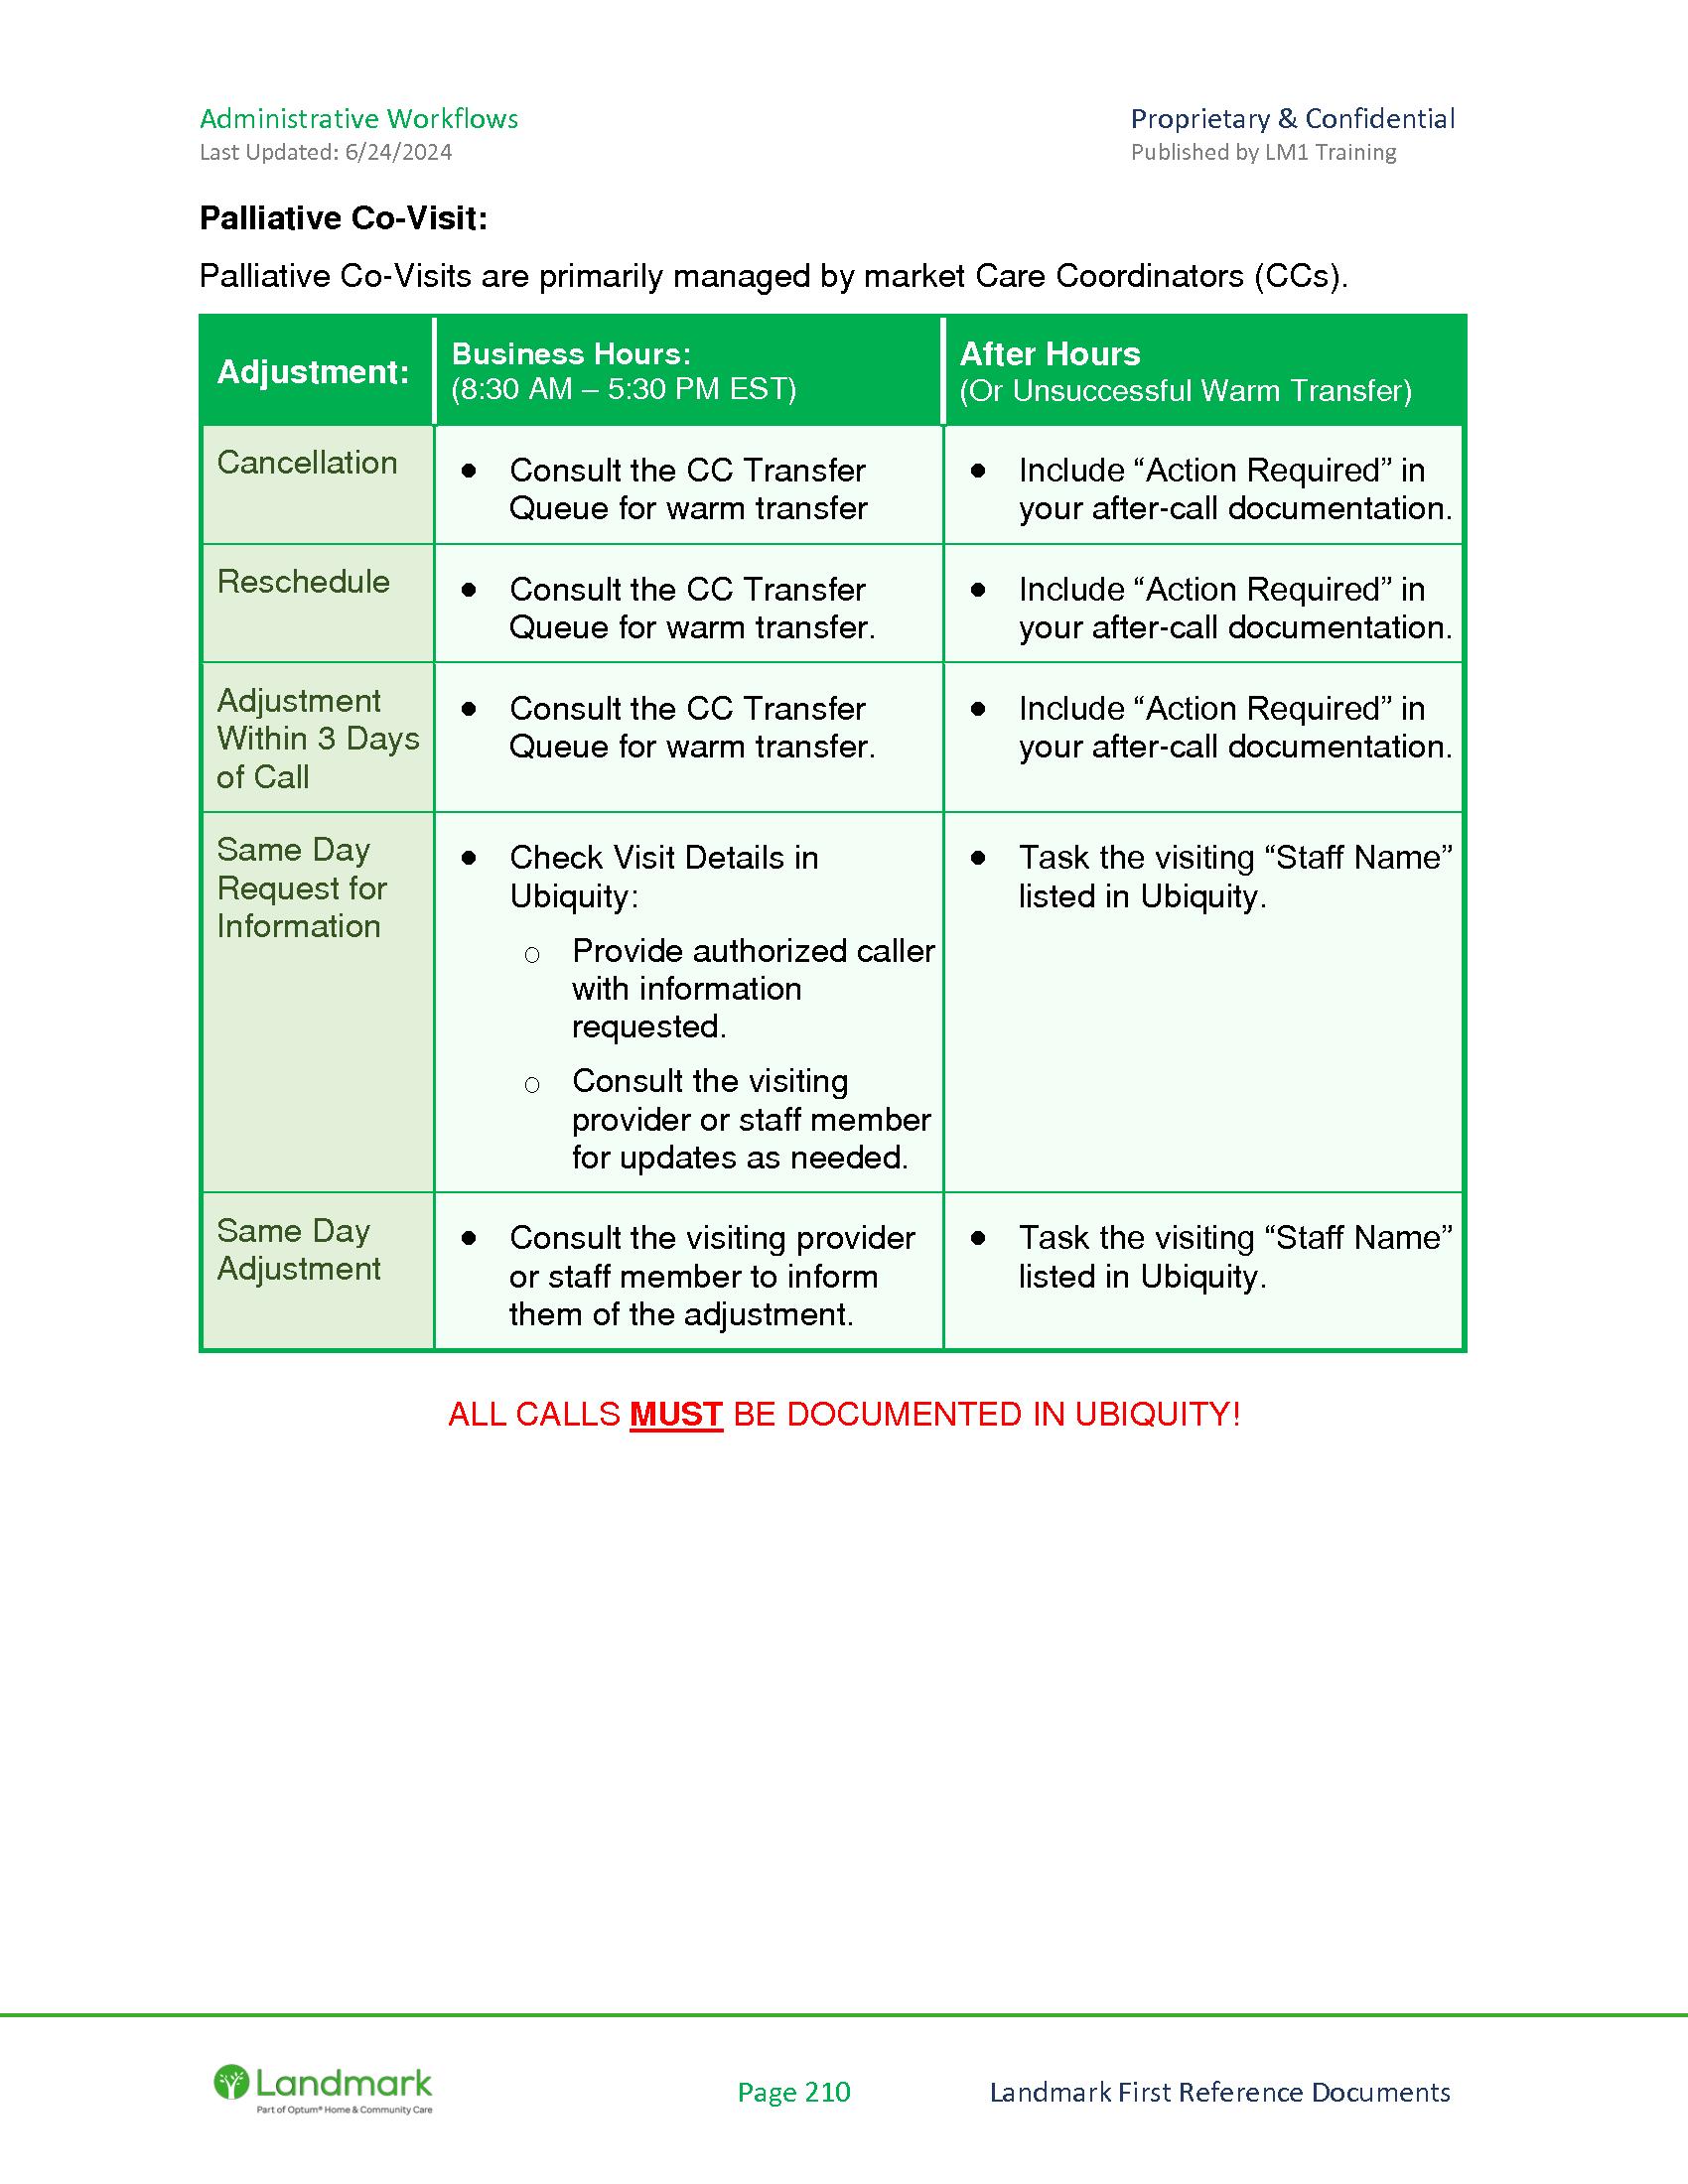 Administrative Workflows
Proprietary & Confidential
Last Updated: 6/24/2024
Published by LM1 Training
Palliative Co-Visit:
Palliative Co-Visits are primarily managed by market Care Coordinators (CCs).
Adjustment:
Business Hours:
(8:30 AM – 5:30 PM EST)
After Hours
(Or Unsuccessful Warm Transfer)
Cancellation
● Consult the CC Transfer
Queue for warm transfer
● Include “Action Required” in
your after-call documentation.
Reschedule
● Consult the CC Transfer
Queue for warm transfer.
● Include “Action Required” in
your after-call documentation.
Adjustment
Within 3 Days
of Call
● Consult the CC Transfer
Queue for warm transfer.
● Include “Action Required” in
your after-call documentation.
Same Day
Request for
Information
● Check Visit Details in
Ubiquity:
o Provide authorized caller
with information
requested.
o Consult the visiting
provider or staff member
for updates as needed.
● Task the visiting “Staff Name”
listed in Ubiquity.
Same Day
Adjustment
● Consult the visiting provider
or staff member to inform
them of the adjustment.
● Task the visiting “Staff Name”
listed in Ubiquity.
ALL CALLS MUST BE DOCUMENTED IN UBIQUITY!
Landmark
Part of Optum® Home & Community Care
Page 210
Landmark First Reference Documents